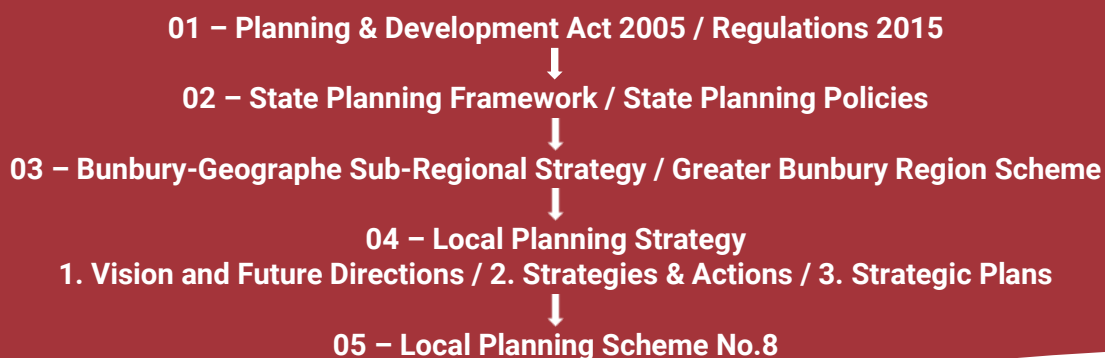 01 – Planning & Development Act 2005 / Regulations 2015
02 – State Planning Framework / State Planning Policies
03 – Bunbury-Geographe Sub-Regional Strategy / Greater Bunbury Region Scheme
04 – Local Planning Strategy
1. Vision and Future Directions / 2. Strategies & Actions / 3. Strategic Plans
05 – Local Planning Scheme No.8